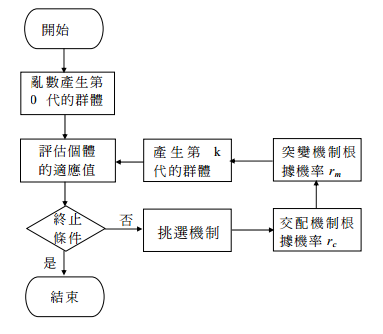 開始
亂數產生第
0 代的群體
評估個體
的適應值
產生第 k
代的群體
突變機制根
據機率 rm
終止
條件
否
挑選機制
交配機制根
據機率 rc
是
結束